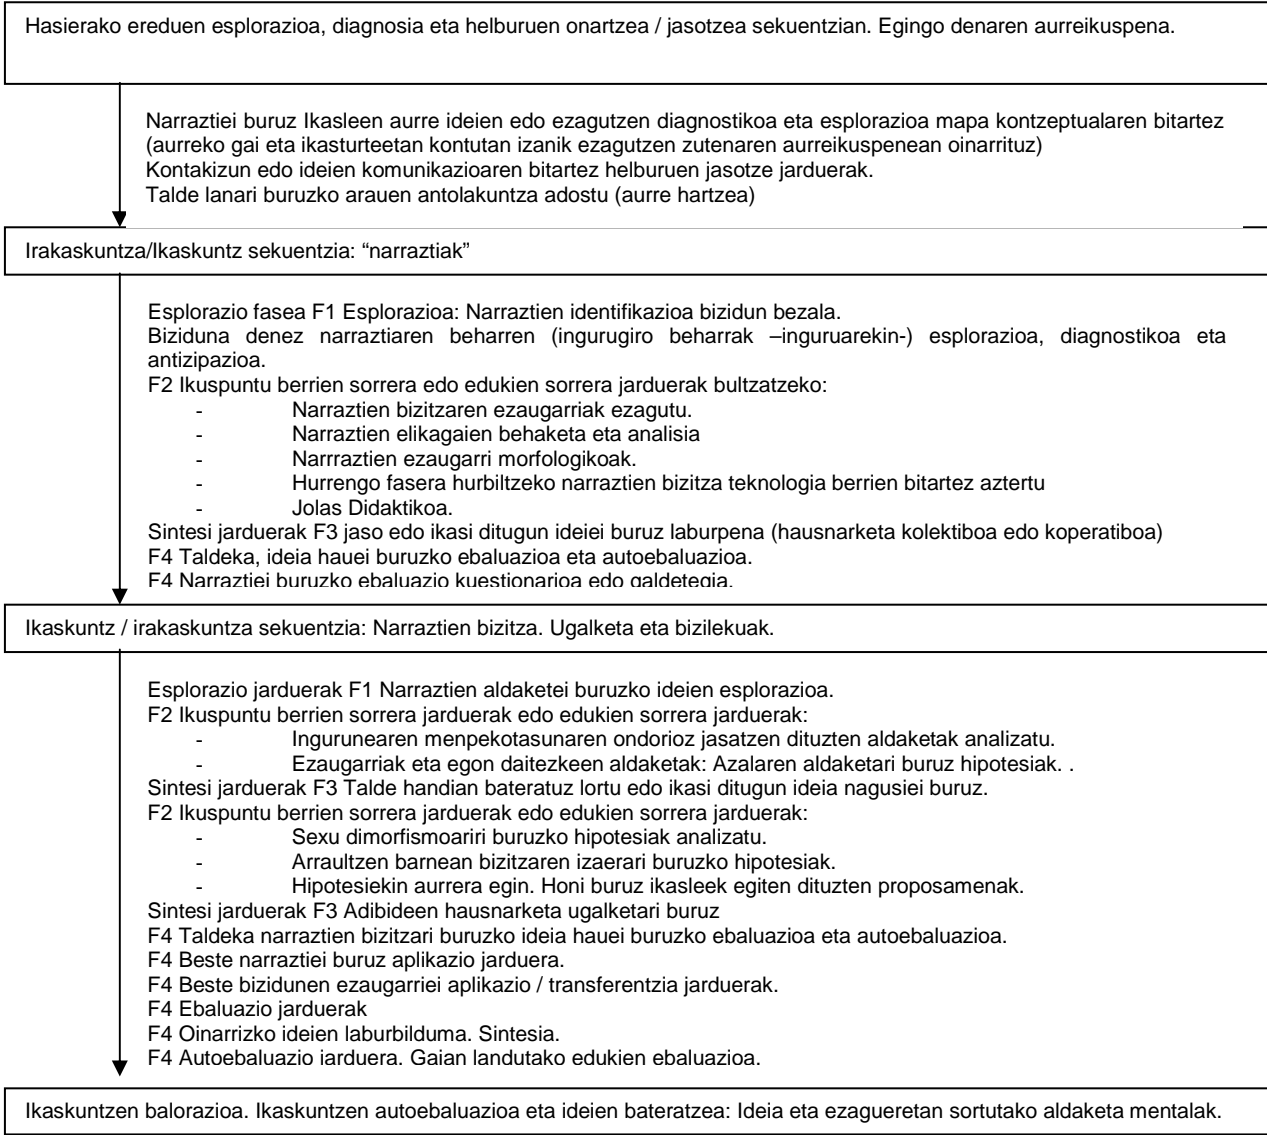 Hasierako ereduen esplorazioa, diagnosia eta helburuen onartzea / jasotzea sekuentzian. Egingo denaren aurreikuspena.
Narraztiei buruz Ikasleen aurre ideien edo ezagutzen diagnostikoa eta esplorazioa mapa kontzeptualaren bitartez
(aurreko gai eta ikasturteetan kontutan izanik ezagutzen zutenaren aurreikuspenean oinarrituz)
Kontakizun edo ideien komunikazioaren bitartez helburuen jasotze jarduerak.
Talde lanari buruzko arauen antolakuntza adostu (aurre hartzea)
Irakaskuntza/Ikaskuntz sekuentzia: “narraztiak”
Esplorazio fasea F1 Esplorazioa: Narraztien identifikazioa bizidun bezala.
Biziduna denez narraztiaren beharren (ingurugiro beharrak –inguruarekin-) esplorazioa, diagnostikoa eta
antizipazioa.
F2 Ikuspuntu berrien sorrera edo edukien sorrera jarduerak bultzatzeko:
- Narraztien bizitzaren ezaugarriak ezagutu.
- Narraztien elikagaien behaketa eta analisia
- Narrraztien ezaugarri morfologikoak.
- Hurrengo fasera hurbiltzeko narraztien bizitza teknologia berrien bitartez aztertu
- Jolas Didaktikoa.
Sintesi jarduerak F3 jaso edo ikasi ditugun ideiei buruz laburpena (hausnarketa kolektiboa edo koperatiboa)
F4 Taldeka, ideia hauei buruzko ebaluazioa eta autoebaluazioa.
F4 Narraztiei buruzko ebaluazio kuestionarioa edo galdetegia.
Ikaskuntz / irakaskuntza sekuentzia: Narraztien bizitza. Ugalketa eta bizilekuak.
Esplorazio jarduerak F1 Narraztien aldaketei buruzko ideien esplorazioa.
F2 Ikuspuntu berrien sorrera jarduerak edo edukien sorrera jarduerak:
- Ingurunearen menpekotasunaren ondorioz jasatzen dituzten aldaketak analizatu.
- Ezaugarriak eta egon daitezkeen aldaketak: Azalaren aldaketari buruz hipotesiak. .
Sintesi jarduerak F3 Talde handian bateratuz lortu edo ikasi ditugun ideia nagusiei buruz.
F2 Ikuspuntu berrien sorrera jarduerak edo edukien sorrera jarduerak:
- Sexu dimorfismoariri buruzko hipotesiak analizatu.
- Arraultzen barnean bizitzaren izaerari buruzko hipotesiak.
- Hipotesiekin aurrera egin. Honi buruz ikasleek egiten dituzten proposamenak.
Sintesi jarduerak F3 Adibideen hausnarketa ugalketari buruz
F4 Taldeka narraztien bizitzari buruzko ideia hauei buruzko ebaluazioa eta autoebaluazioa.
F4 Beste narraztiei buruz aplikazio jarduera.
F4 Beste bizidunen ezaugarriei aplikazio / transferentzia jarduerak.
F4 Ebaluazio jarduerak
F4 Oinarrizko ideien laburbilduma. Sintesia.
F4 Autoebaluazio jarduera. Gaian landutako edukien ebaluazioa.
Ikaskuntzen balorazioa. Ikaskuntzen autoebaluazioa eta ideien bateratzea: Ideia eta ezagueretan sortutako aldaketa mentalak.